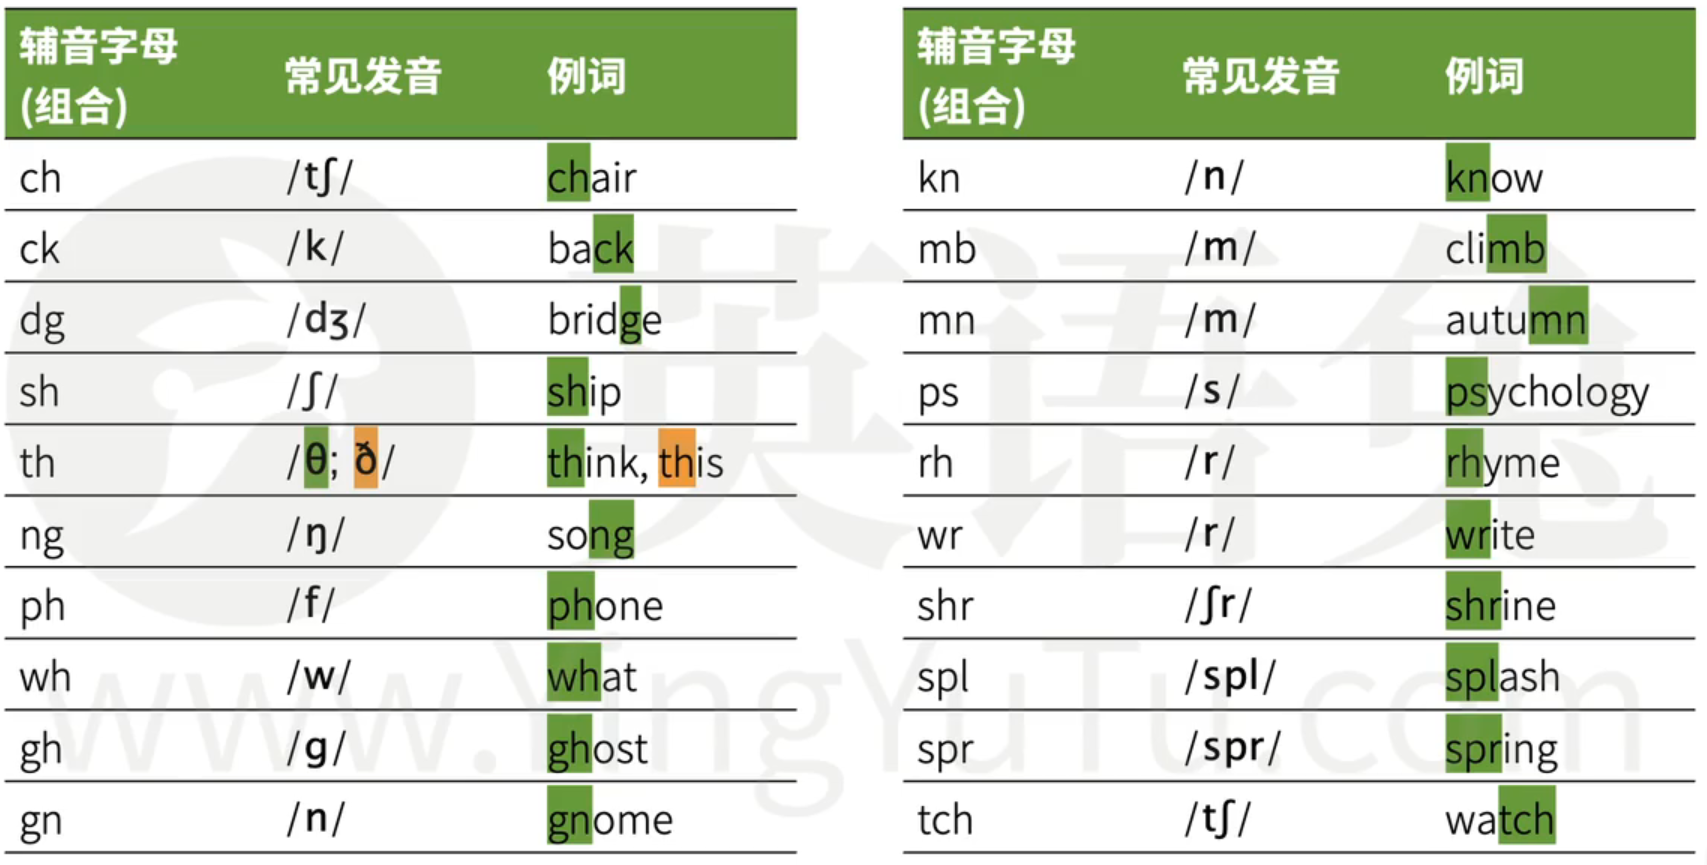 辅音字母
(组合) 常见发音 例词
ch /tʃ/ chair
ck /k/ back
dg /dʒ/ bridge
sh /ʃ/ ship
th /θ; ð/ think, this
ng /ŋ/ song
ph /f/ phone
wh /w/ what
gh /g/ ghost
gn /n/ gnome
辅音字母
(组合) 常见发音 例词
kn /n/ know
mb /m/ climb
mn /m/ autumn
ps /s/ psychology
rh /r/ rhyme
wr /r/ write
shr /ʃr/ shrine
spl /spl/ splash
spr /spr/ spring
tch /tʃ/ watch
英语兔
www.YingYuTu.com